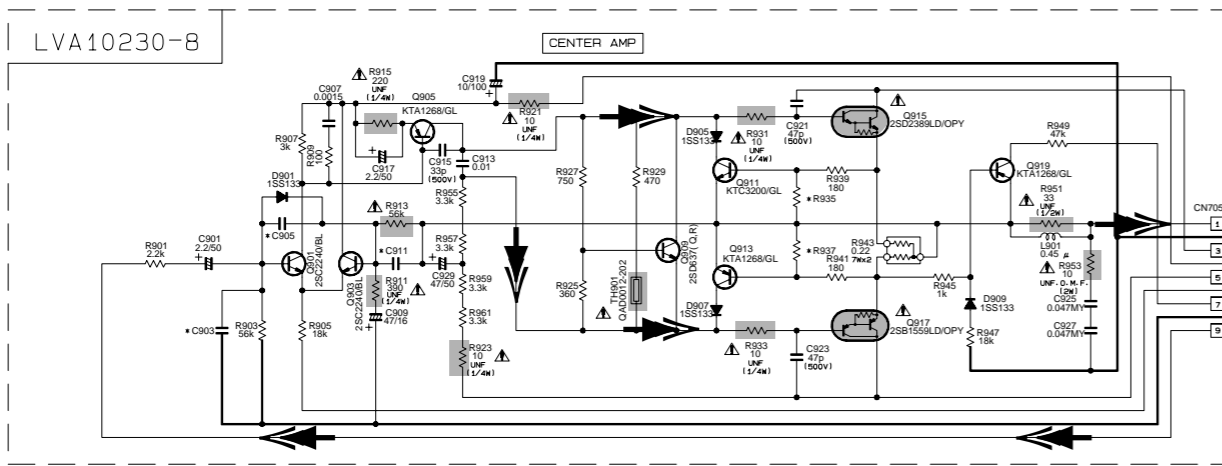 LVA10230-8
CENTER AMP
R915
220
UNF
(1/4W)
C907
0.0015
Q905
KTA1268/GL
C919
10/100
+
R921
10
UNF
(1/4W)
R907
3k
R909
100
+
C917
2.2/50
C915
33p
(500V)
C913
0.01
D901
1SS133
R955
3.3k
R913
56k
*C905
R901
2.2k
C901
2.2/50
+
Q901
2SC2240/BL
Q903
2SC2240/BL
*C911
R911
390
UNF
(1/4W)
R957
3.3k
+
C929
47/50
C909
47/16
+
R959
3.3k
R961
3.3k
R923
10
UNF
(1/4W)
*C903
R903
56k
R905
18k
R927
750
R929
470
R925
360
Q909
2SD637(Q,R)
TH901
QAD0012-202
D905
1SS133
R931
10
UNF
(1/4W)
C921
47p
(500V)
Q915
2SD2389LD/OPY
Q911
KTC3200/GL
R939
180
*R935
Q913
KTA1268/GL
*R937
R941
180
R943
0.22
7Wx2
D907
1SS133
R933
10
UNF
(1/4W)
C923
47p
(500V)
Q917
2SB1559LD/OPY
R945
1k
D909
1SS133
R947
18k
R949
47k
Q919
KTA1268/GL
R951
33
UNF
(1/2W)
L901
0.45 μ
R953
10
UNF.O.M.F
(2W)
C925
0.047MY
C927
0.047MY
CN705
1
3
5
7
9